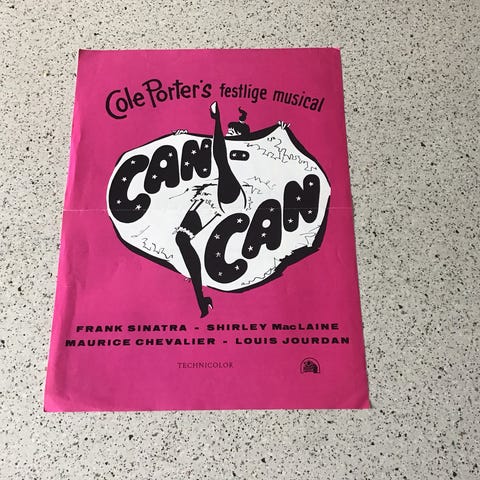 Cole Porter's festlige musical
CAN-
CAN
FRANK SINATRA - SHIRLEY MacLAINE
MAURICE CHEVALIER - LOUIS JOURDAN
TECHNICOLOR